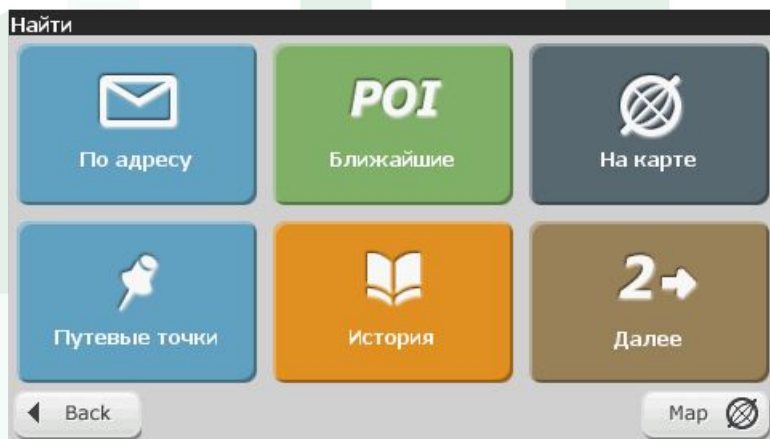 Найти
POI
По адресу
Ближайшие
На карте
2
Путевые точки
История
Далее
Back
Map